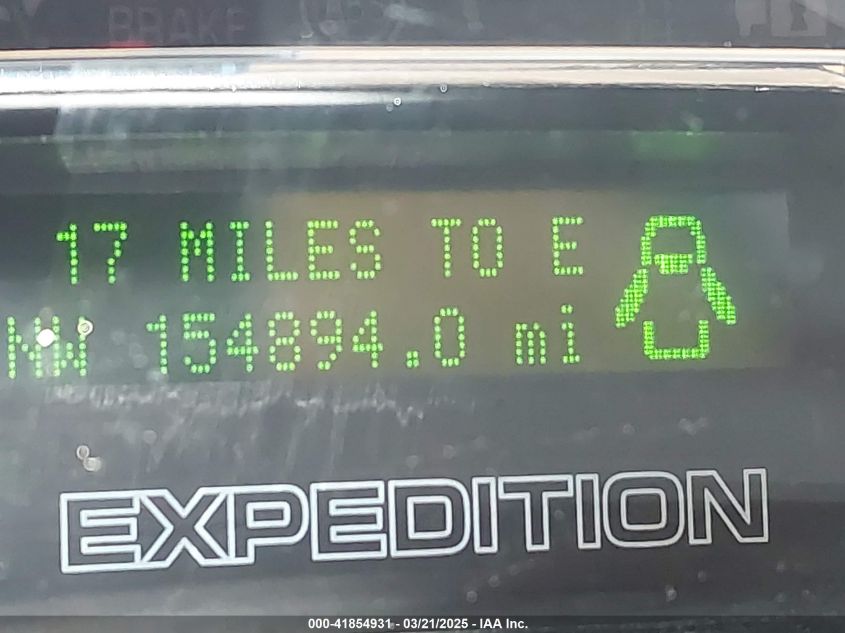 BRAKE
17 MILES TO E
NW 154894.0 mi
EXPEDITION
000-41854931 - 03/21/2025 - IAA Inc.